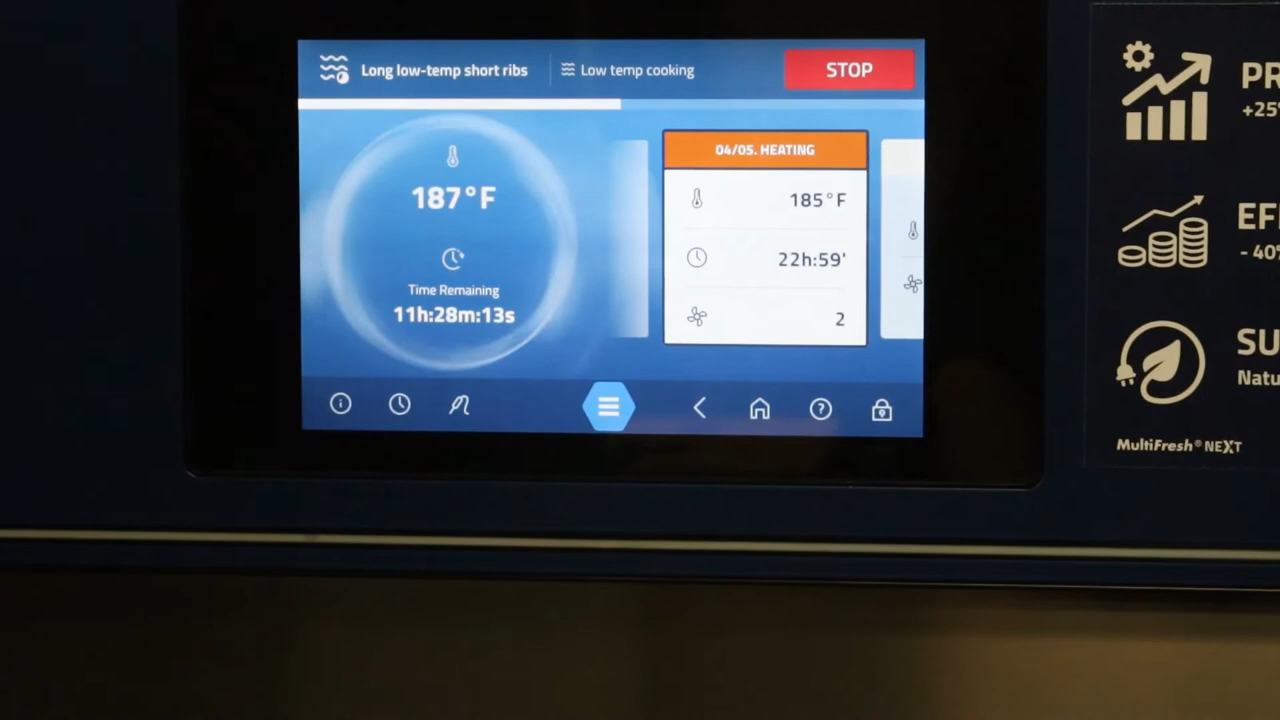 Long low-temp short ribs
Low temp cooking
STOP
187°F
Time Remaining
11h:28m:13s
04/05. HEATING
185°F
22h:59'
2
PR
+25%
EF
- 40%
SU
Natu
MultiFresh® NEXT